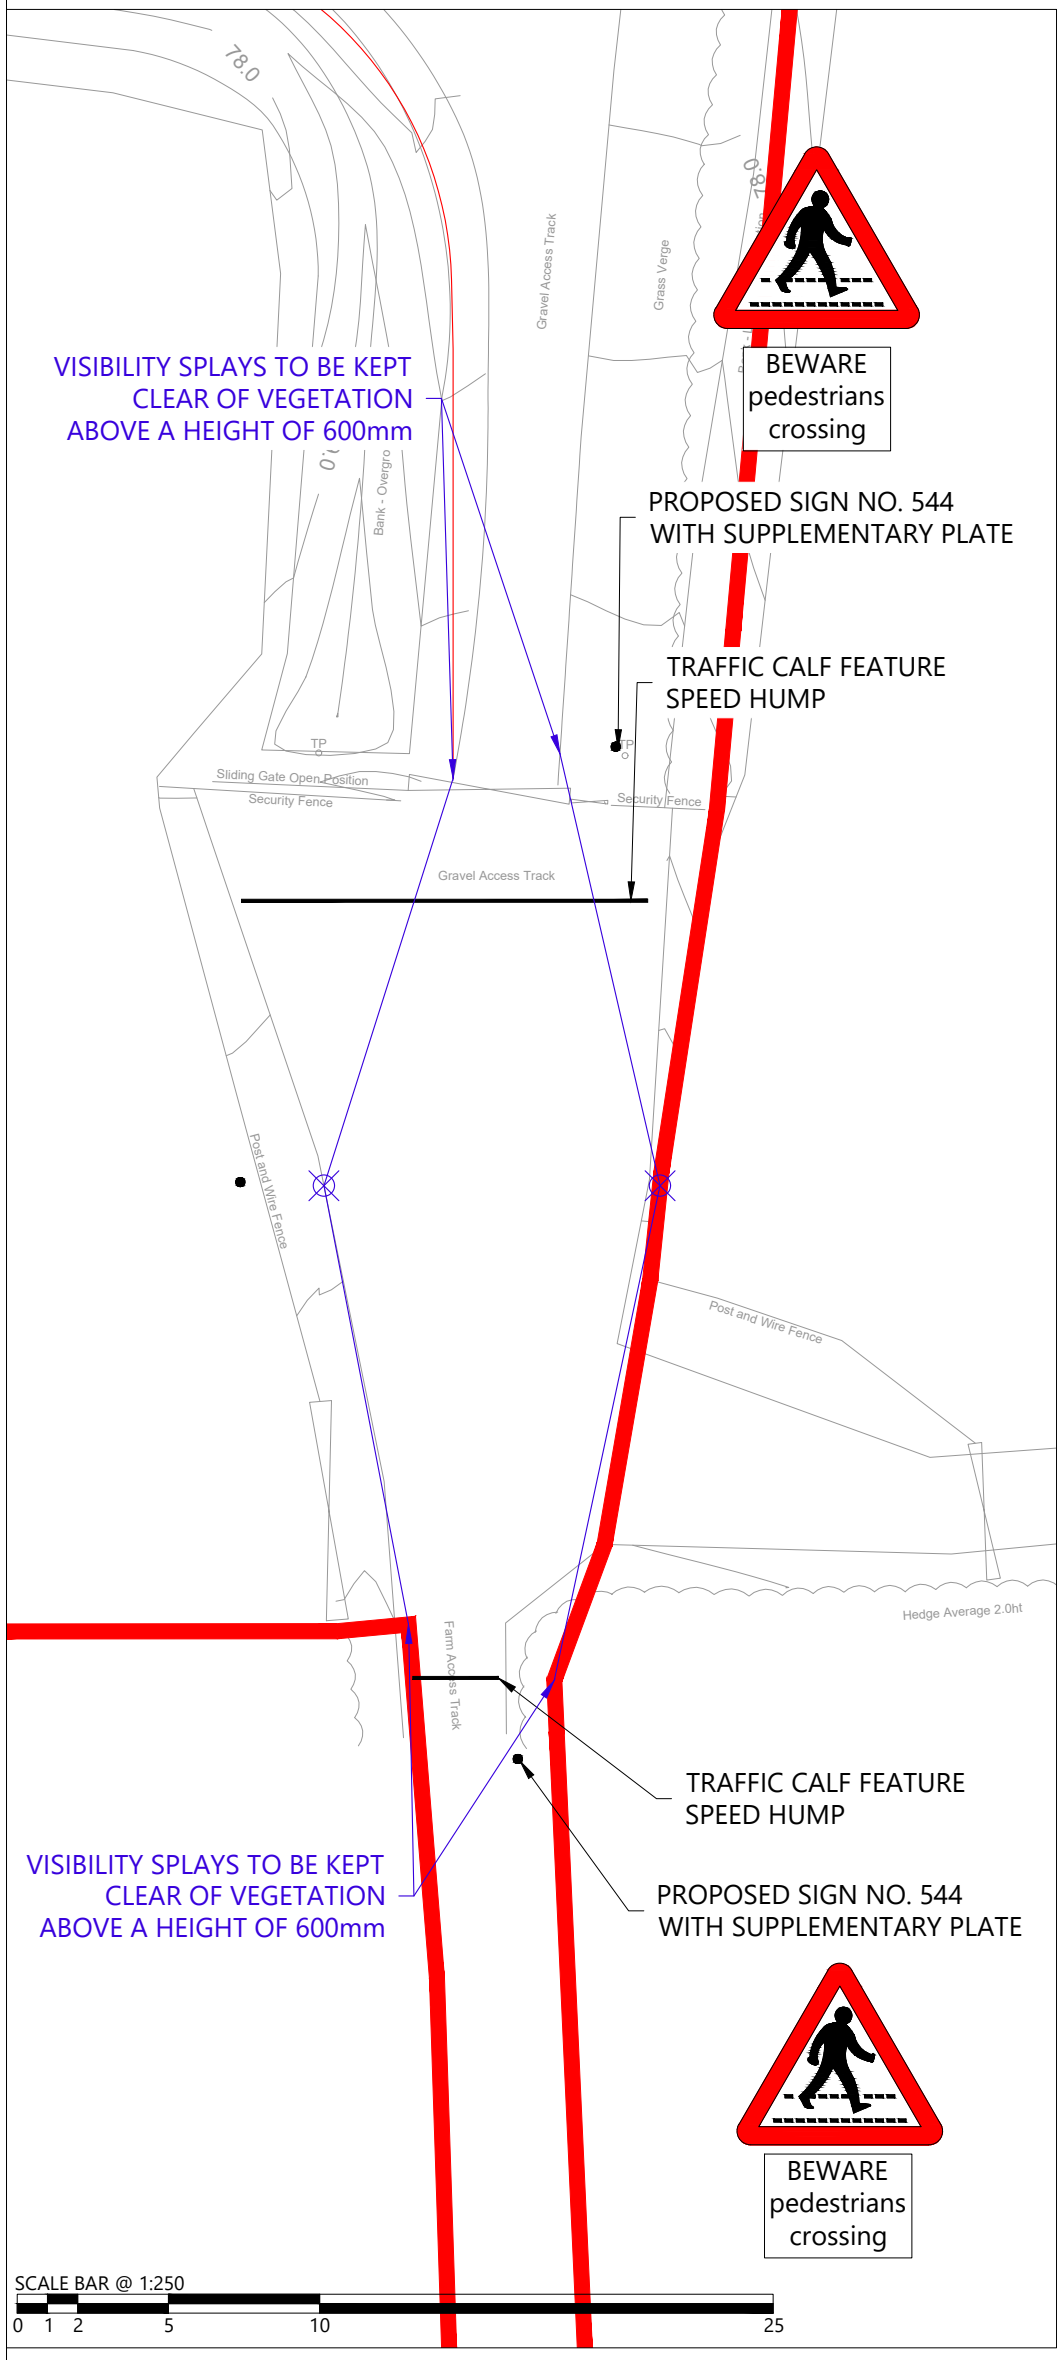 78.0
78.0
Gravel Access Track
Grass Verge
VISIBILITY SPLAYS TO BE KEPT
CLEAR OF VEGETATION
ABOVE A HEIGHT OF 600mm
BEWARE
pedestrians
crossing
Bank - Overgro
PROPOSED SIGN NO. 544
WITH SUPPLEMENTARY PLATE
TRAFFIC CALF FEATURE
SPEED HUMP
TP
TP
Sliding Gate Open Position
Security Fence
Security Fence
Gravel Access Track
Post and Wire Fence
Post and Wire Fence
Hedge Average 2.0ht
Farm Access Track
TRAFFIC CALF FEATURE
SPEED HUMP
VISIBILITY SPLAYS TO BE KEPT
CLEAR OF VEGETATION
ABOVE A HEIGHT OF 600mm
PROPOSED SIGN NO. 544
WITH SUPPLEMENTARY PLATE
BEWARE
pedestrians
crossing
SCALE BAR @ 1:250
0 1 2 5 10 25